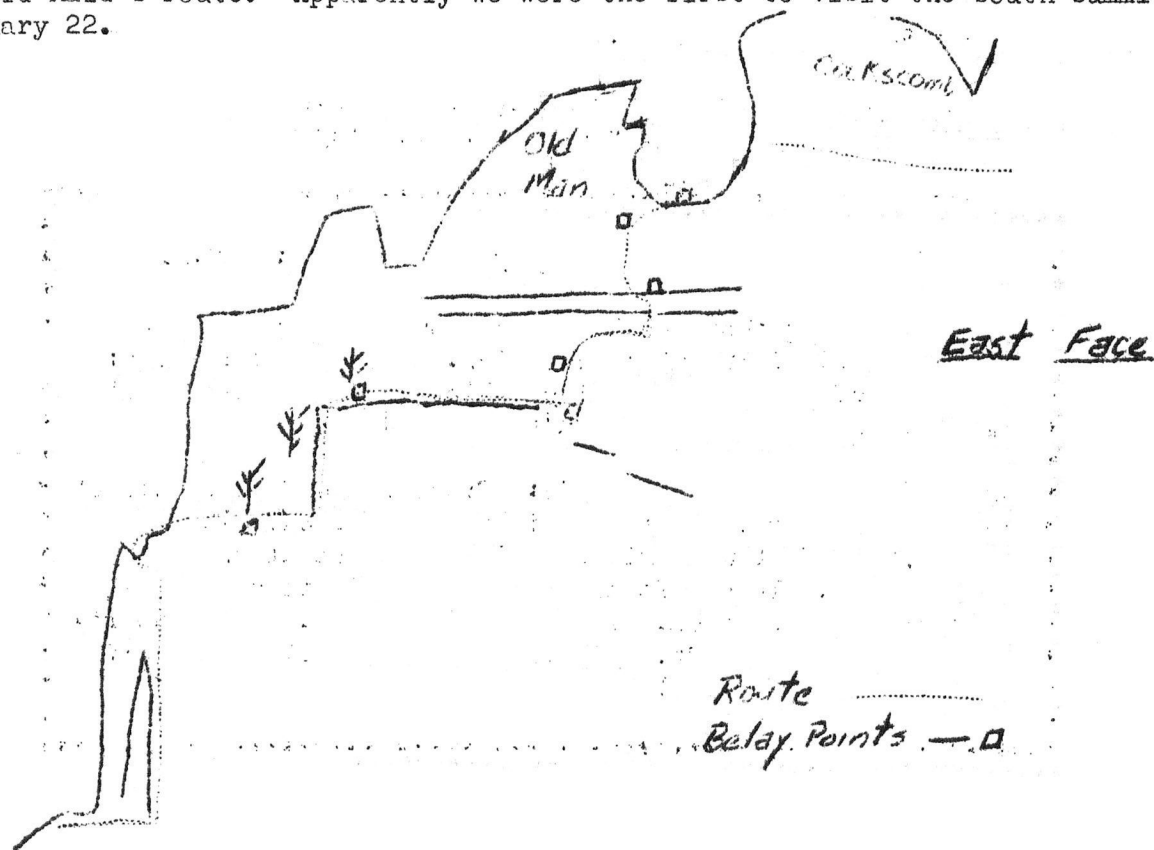 route. Apparently we were the first to visit the south
ary 22.
Cockscomb
Old
Man
East Face
Route
Belay Points